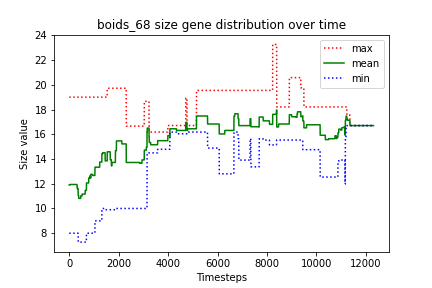 boids_68 size gene distribution over time
max
mean
min
Size value
24
22
20
18
16
14
12
10
8
0 2000 4000 6000 8000 10000 12000
Timesteps